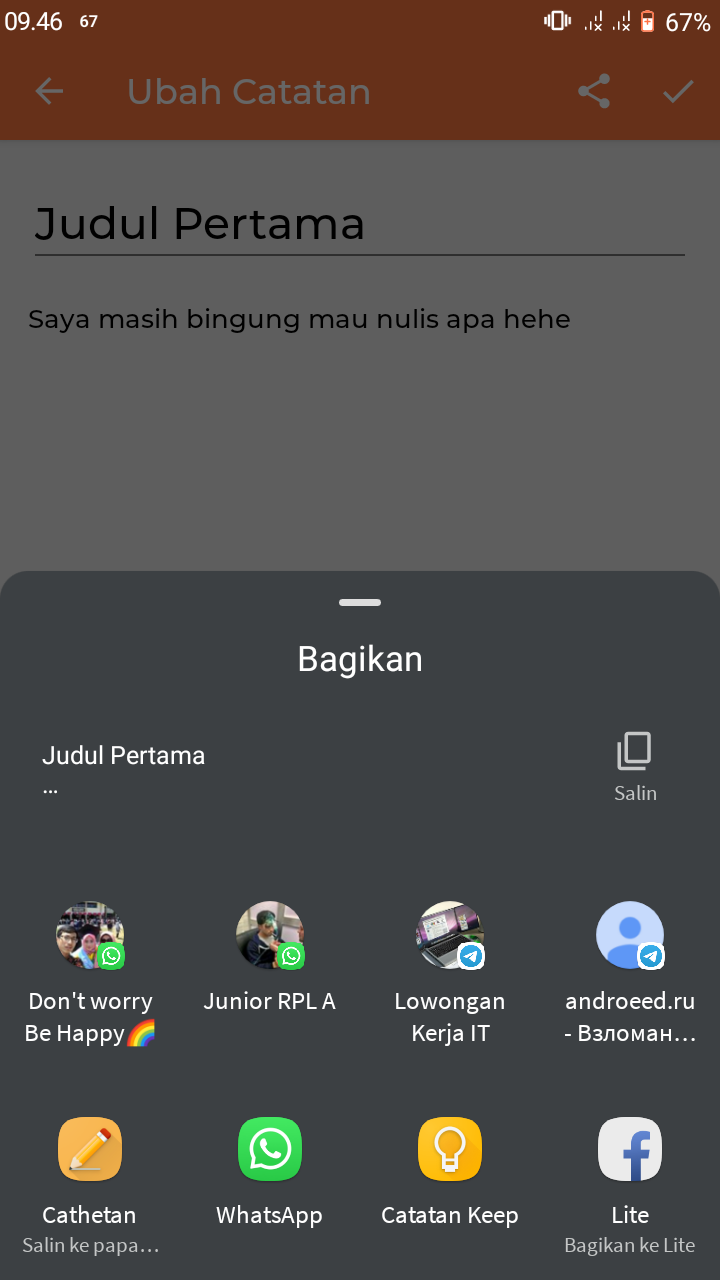 09.46 67 67%
Ubah Catatan
Judul Pertama
Saya masih bingung mau nulis apa hehe
Bagikan
Judul Pertama
...
Salin
Don't worry
Be Happy🌈
Junior RPL A
Lowongan
Kerja IT
androeed.ru
- Взломан...
Cathetan
Salin ke papa...
WhatsApp
Catatan Keep
Lite
Bagikan ke Lite